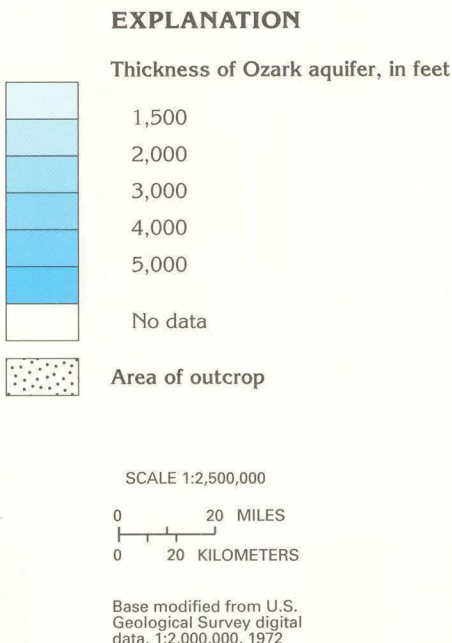 EXPLANATION
Thickness of Ozark aquifer, in feet
1,500
2,000
3,000
4,000
5,000
No data
Area of outcrop
SCALE 1:2,500,000
0 20 MILES
0 20 KILOMETERS
Base modified from U.S.
Geological Survey digital
data, 1:2,000,000, 1972